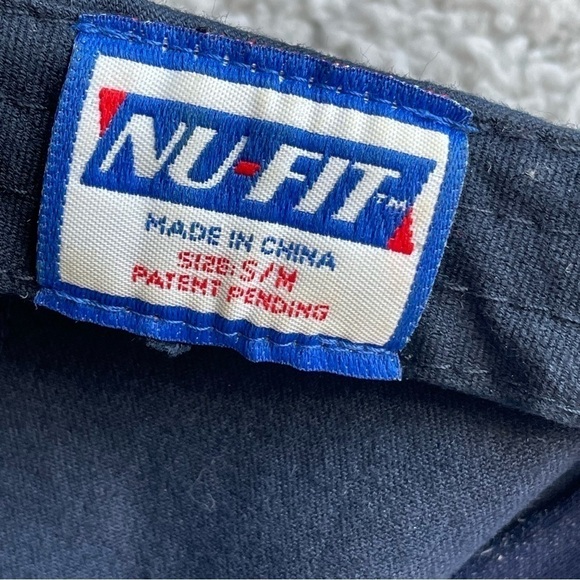 NU-FIT™
MADE IN CHINA
SIZE: S/M
PATENT PENDING